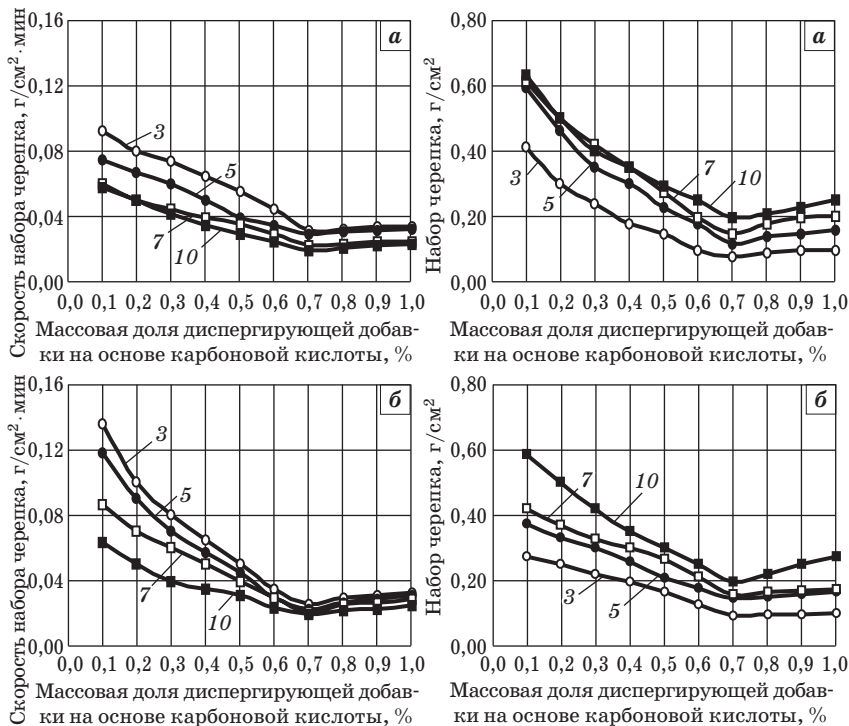 Скорость набора черепка, г/см² · мин
0,16
0,12
0,08
0,04
0,00
0,0 0,1 0,2 0,3 0,4 0,5 0,6 0,7 0,8 0,9 1,0
а
3
5
7
10
Массовая доля диспергирующей добав-
ки на основе карбоновой кислоты, %
Набор черепка, г/см²
0,80
0,60
0,40
0,20
0,00
0,0 0,1 0,2 0,3 0,4 0,5 0,6 0,7 0,8 0,9 1,0
а
7
10
3
5
Массовая доля диспергирующей добав-
ки на основе карбоновой кислоты, %
Скорость набора черепка, г/см² · мин
0,16
0,12
0,08
0,04
0,00
0,0 0,1 0,2 0,3 0,4 0,5 0,6 0,7 0,8 0,9 1,0
б
3
5
7
10
Массовая доля диспергирующей добав-
ки на основе карбоновой кислоты, %
Набор черепка, г/см²
0,80
0,60
0,40
0,20
0,00
0,0 0,1 0,2 0,3 0,4 0,5 0,6 0,7 0,8 0,9 1,0
б
7
10
3
5
Массовая доля диспергирующей добав-
ки на основе карбоновой кислоты, %